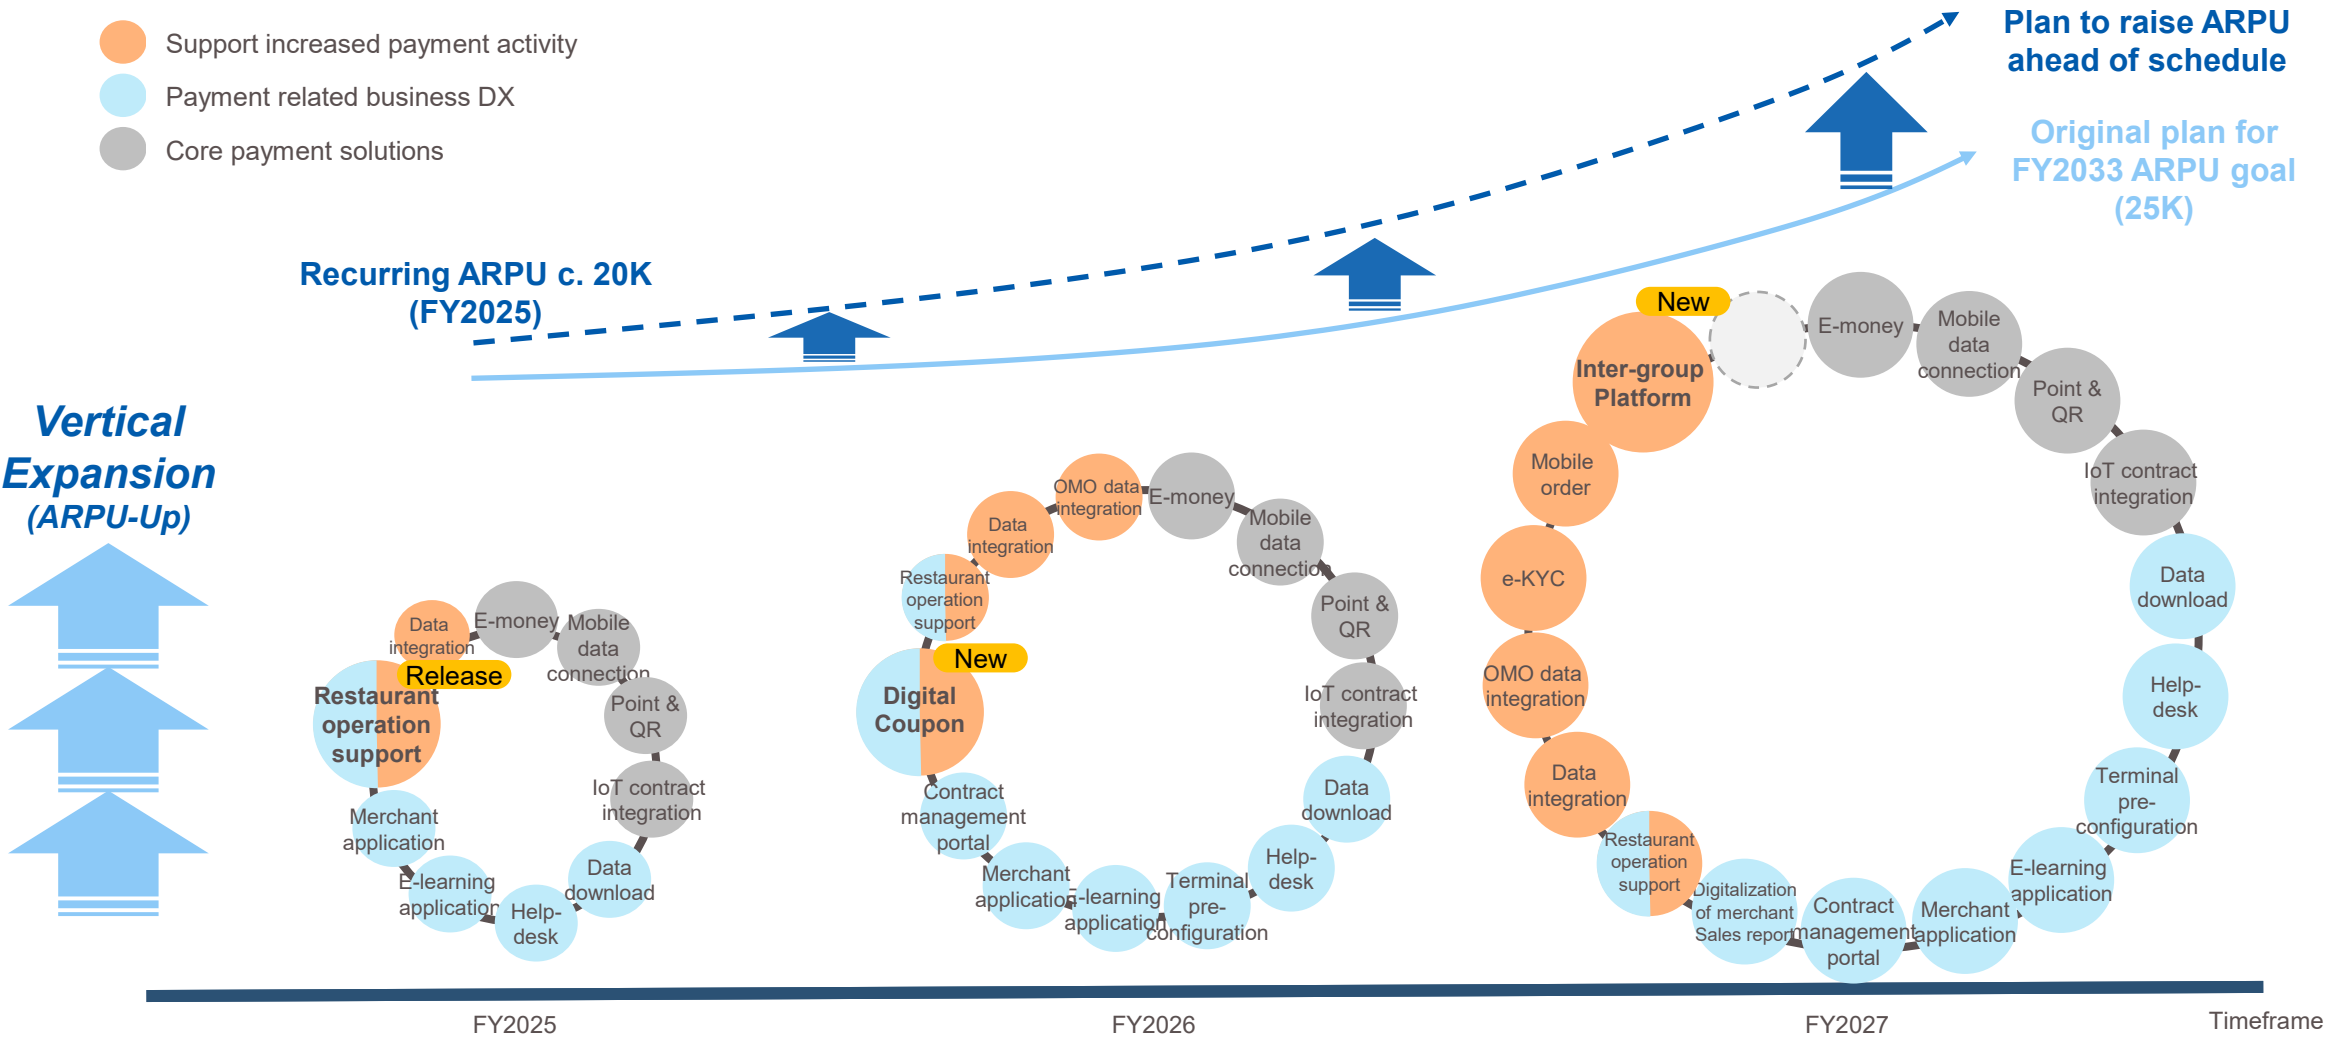 Support increased payment activity
Payment related business DX
Core payment solutions
Plan to raise ARPU
ahead of schedule
Original plan for
FY2033 ARPU goal
(25K)
Recurring ARPU c. 20K
(FY2025)
Vertical
Expansion
(ARPU-Up)
Data
integration
E-money
Mobile
data
connection
Release
Restaurant
operation
support
Point &
QR
IoT contract
integration
Merchant
application
E-learning
application
Help-
desk
Data
download
OMO data
integration
E-money
Data
integration
Mobile
data
connection
Restaurant
operation
support
Point &
QR
New
Digital
Coupon
IoT contract
integration
Contract
management
portal
Data
download
Merchant
application
E-learning
application
Terminal
pre-
configuration
Help-
desk
New
Inter-group
Platform
E-money
Mobile
data
connection
Point &
QR
Mobile
order
IoT contract
integration
e-KYC
Data
download
OMO data
integration
Help-
desk
Data
integration
Terminal
pre-
configuration
Restaurant
operation
support
E-learning
application
Digitalization
of merchant
Sales report
Contract
management
portal
Merchant
application
FY2025
FY2026
FY2027
Timeframe